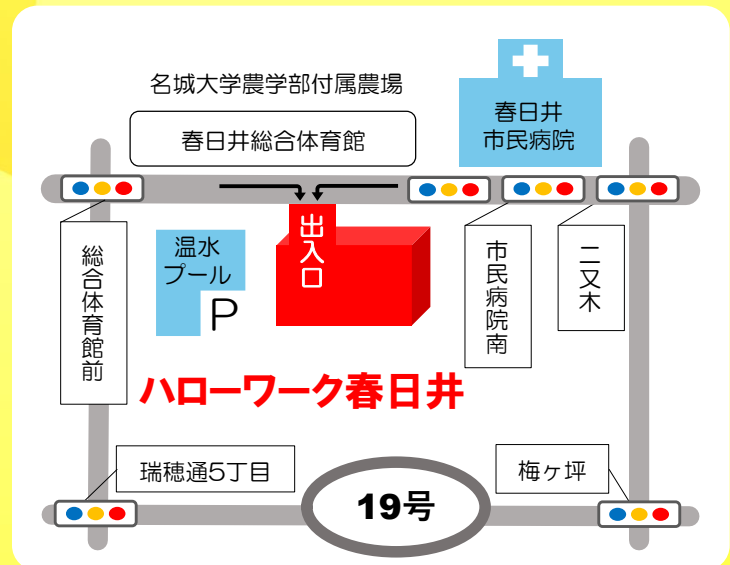 名城大学農学部付属農場
春日井総合体育館
春日井
市民病院
出入口
温水
プール
P
総合体育館前
市民病院南
二又木
ハローワーク春日井
瑞穂通5丁目
19号
梅ヶ坪